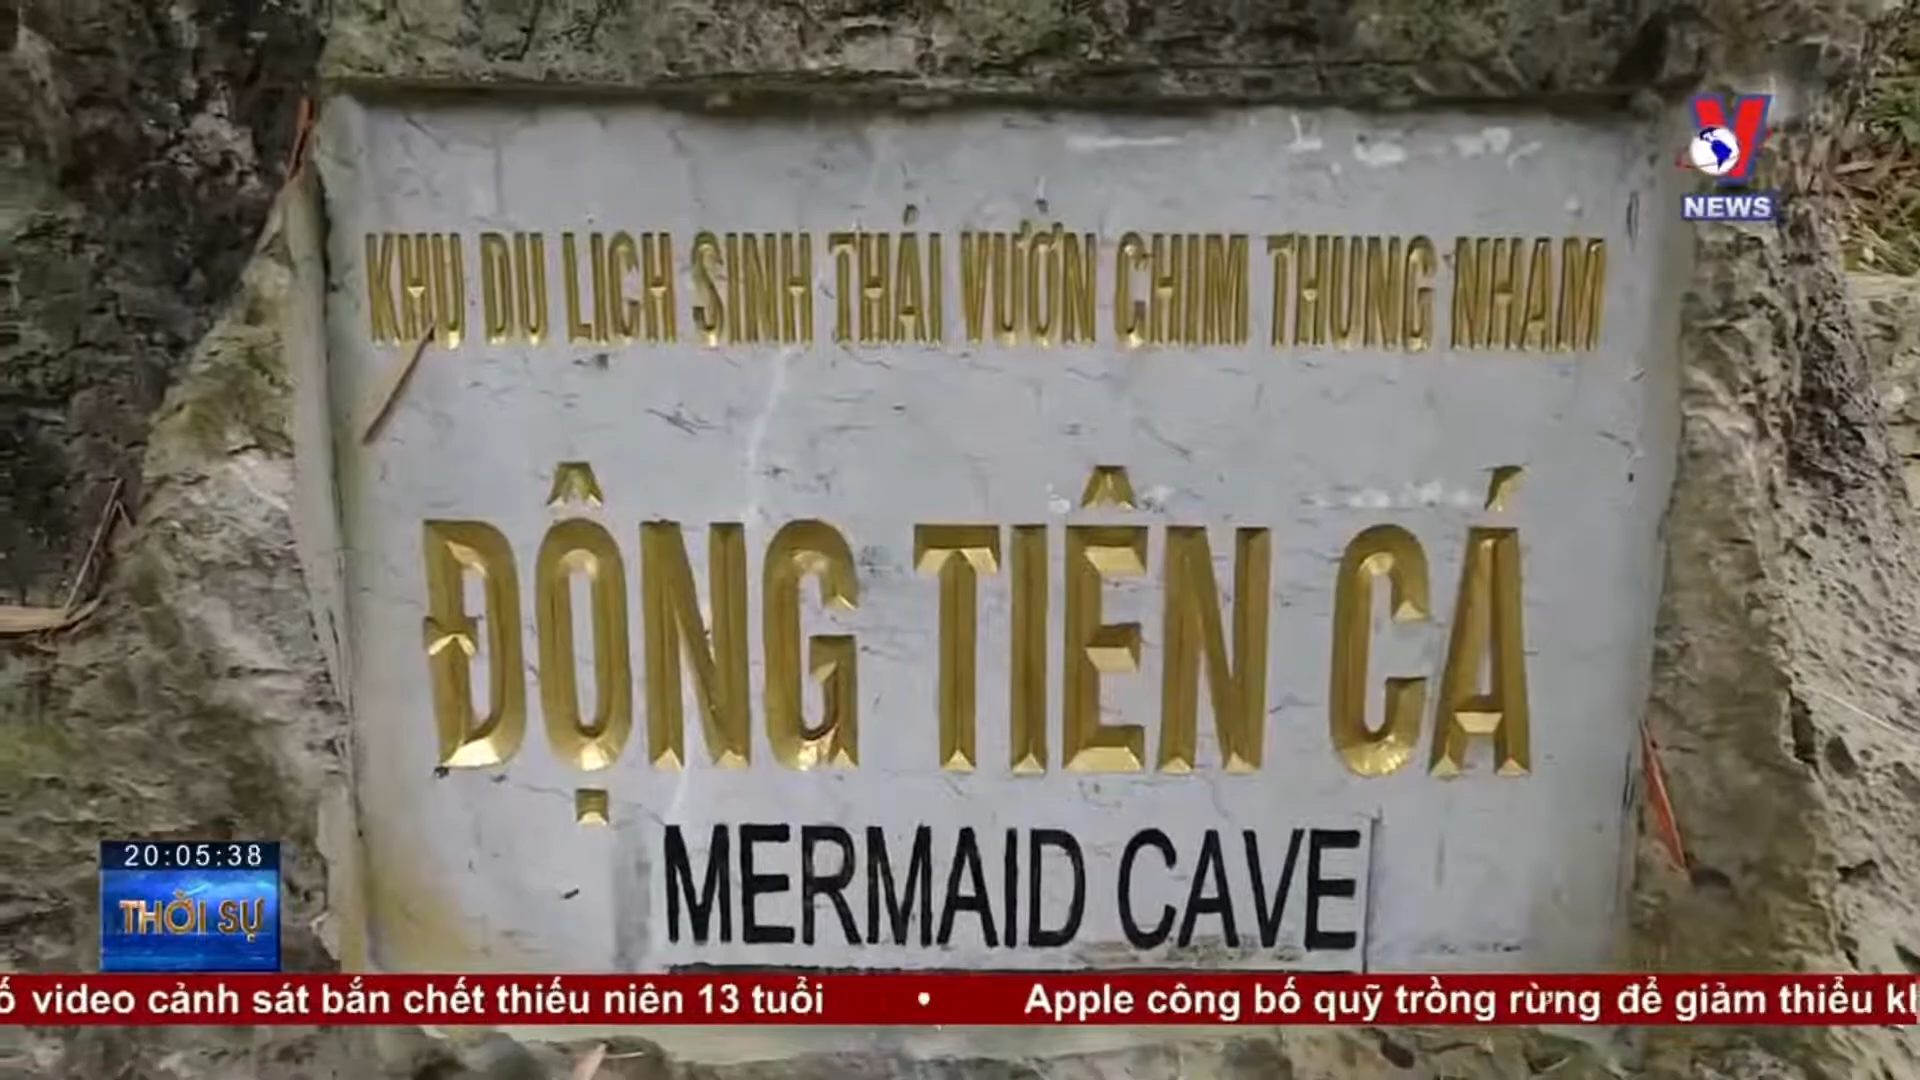 V
NEWS
KHU DU LỊCH SINH THÁI VƯỜN CHIM THUNG NHAM
ĐỘNG TIÊN CÁ
MERMAID CAVE
20:05:38
THỜI SỰ
video cảnh sát bắn chết thiếu niên 13 tuổi • Apple công bố quỹ trồng rừng để giảm thiểu